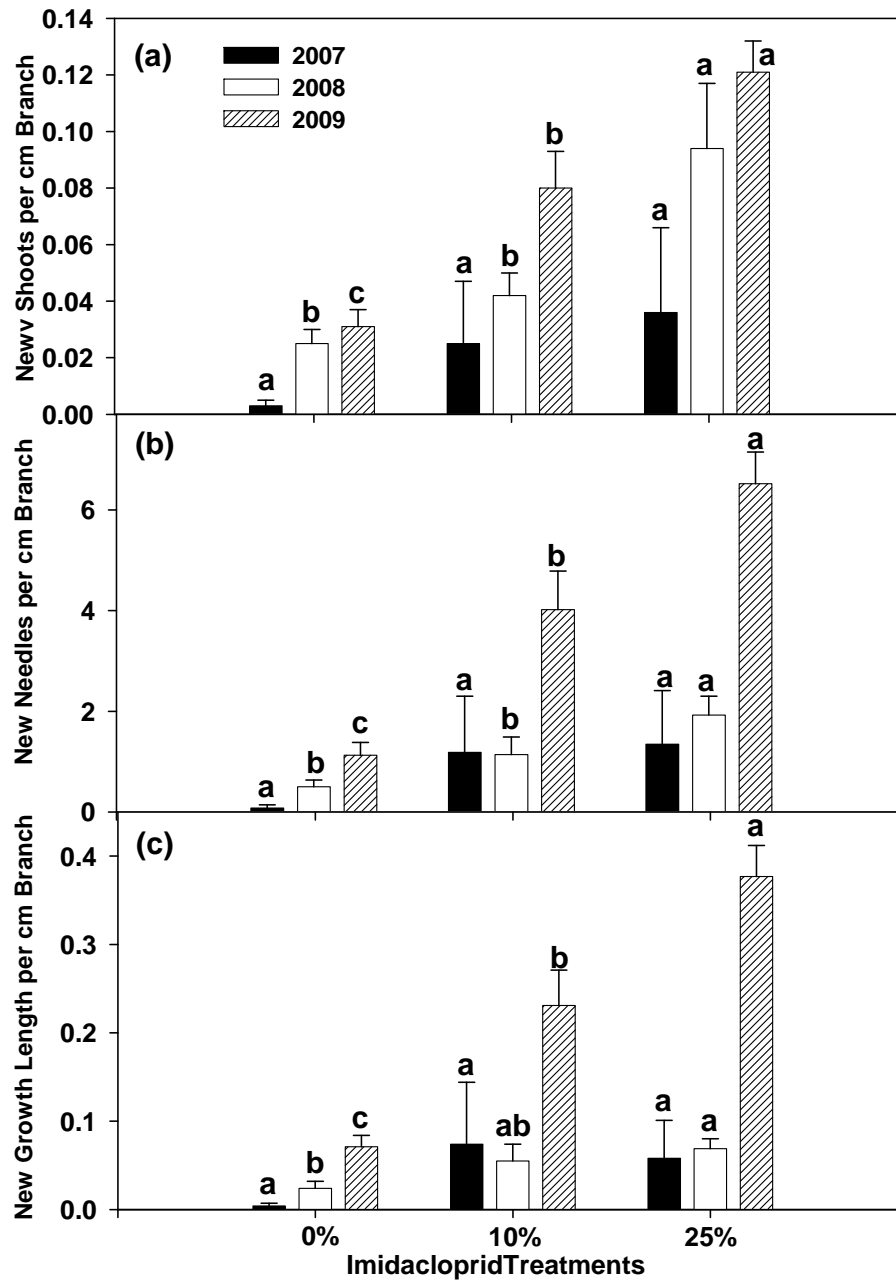 0.14
(a)
2007
2008
2009
0.12
0.10
0.08
0.06
0.04
0.02
0.00
Newv Shoots per cm Branch
a
b
c
a
b
b
a
a
a
(b)
6
4
2
0
New Needles per cm Branch
a
b
c
a
b
b
a
a
a
(c)
0.4
0.3
0.2
0.1
0.0
New Growth Length per cm Branch
a
b
c
a
ab
b
a
a
a
0% 10% 25%
ImidaclopridTreatments